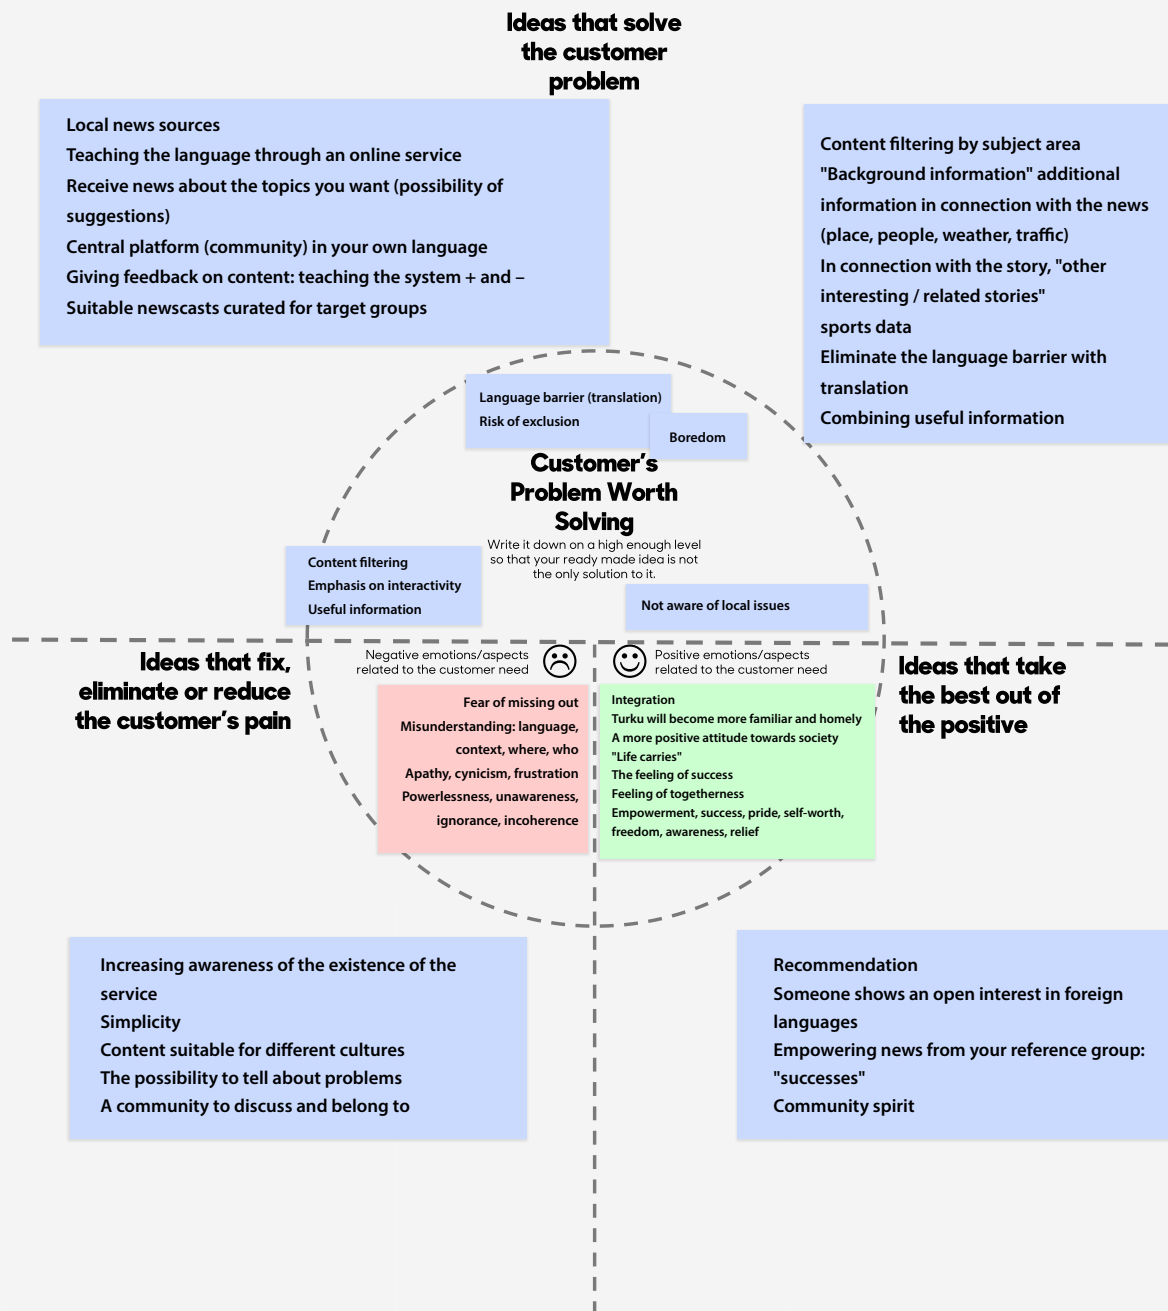 Ideas that solve
the customer
problem
Local news sources
Teaching the language through an online service
Receive news about the topics you want (possibility of
suggestions)
Central platform (community) in your own language
Giving feedback on content: teaching the system + and –
Suitable newscasts curated for target groups
Content filtering by subject area
"Background information" additional
information in connection with the news
(place, people, weather, traffic)
In connection with the story, "other
interesting / related stories"
sports data
Eliminate the language barrier with
translation
Combining useful information
Language barrier (translation)
Risk of exclusion
Boredom
Customer's
Problem Worth
Solving
Write it down on a high enough level
so that your ready made idea is not
the only solution to it.
Content filtering
Emphasis on interactivity
Useful information
Not aware of local issues
Ideas that fix,
eliminate or reduce
the customer's pain
Negative emotions/aspects
related to the customer need
Positive emotions/aspects
related to the customer need
Ideas that take
the best out of
the positive
Fear of missing out
Misunderstanding: language,
context, where, who
Apathy, cynicism, frustration
Powerlessness, unawareness,
ignorance, incoherence
Integration
Turku will become more familiar and homely
A more positive attitude towards society
"Life carries"
The feeling of success
Feeling of togetherness
Empowerment, success, pride, self-worth,
freedom, awareness, relief
Increasing awareness of the existence of the
service
Simplicity
Content suitable for different cultures
The possibility to tell about problems
A community to discuss and belong to
Recommendation
Someone shows an open interest in foreign
languages
Empowering news from your reference group:
"successes"
Community spirit